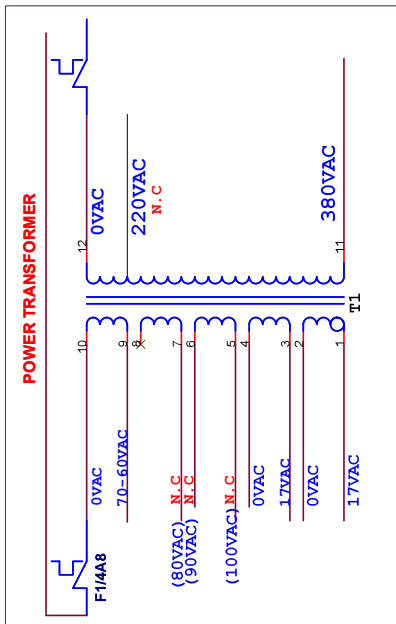 POWER TRANSFORMER
0VAC
12
220VAC
N.C
380VAC
11
T1
10
9
8
7
6
5
4
3
2
1
0VAC
70-60VAC
N.C
(80VAC)
N.C
(90VAC)
N.C
(100VAC)
0VAC
17VAC
0VAC
17VAC
F1/4A8